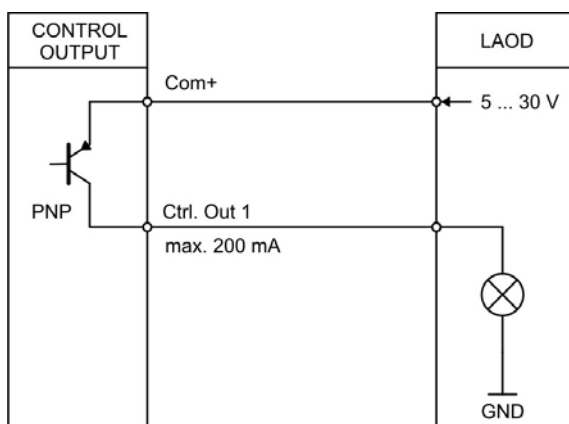 CONTROL
OUTPUT
LAOD
Com+
5 ... 30 V
PNP
Ctrl. Out 1
max. 200 mA
GND